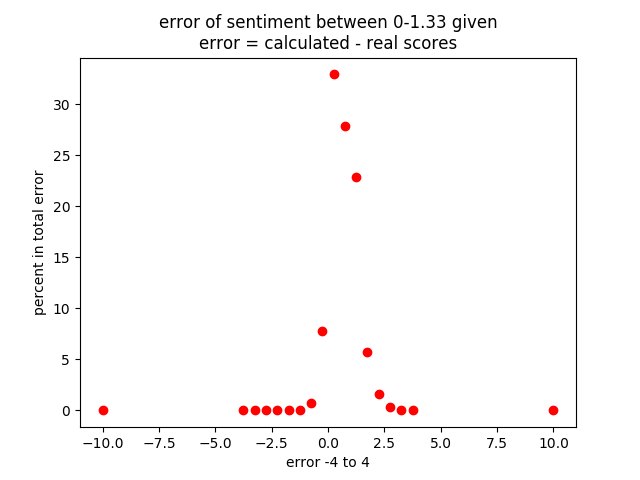 error of sentiment between 0-1.33 given
error = calculated - real scores
percent in total error
30
25
20
15
10
5
0
−10.0 −7.5 −5.0 −2.5 0.0 2.5 5.0 7.5 10.0
error -4 to 4